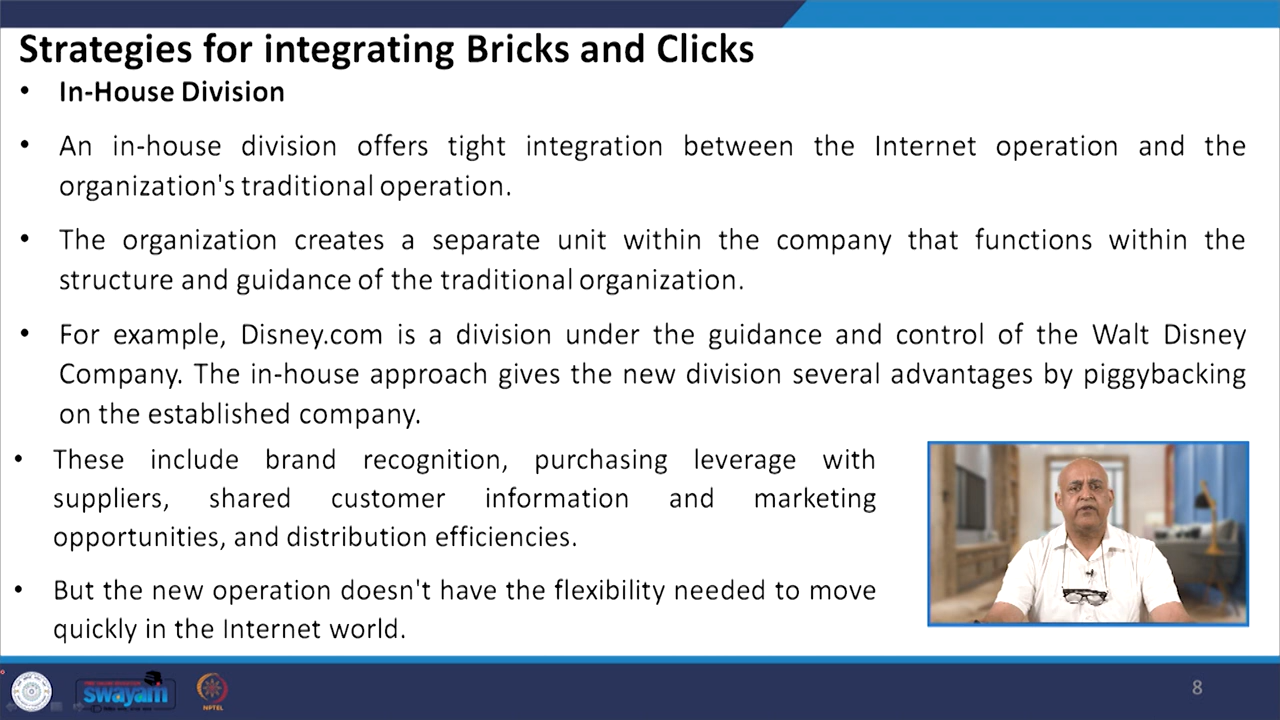 Strategies for integrating Bricks and Clicks
• In-House Division
• An in-house division offers tight integration between the Internet operation and the
organization's traditional operation.
• The organization creates a separate unit within the company that functions within the
structure and guidance of the traditional organization.
• For example, Disney.com is a division under the guidance and control of the Walt Disney
Company. The in-house approach gives the new division several advantages by piggybacking
on the established company.
• These include brand recognition, purchasing leverage with
suppliers, shared customer information and marketing
opportunities, and distribution efficiencies.
• But the new operation doesn't have the flexibility needed to move
quickly in the Internet world.
swayam
NPTEL
8